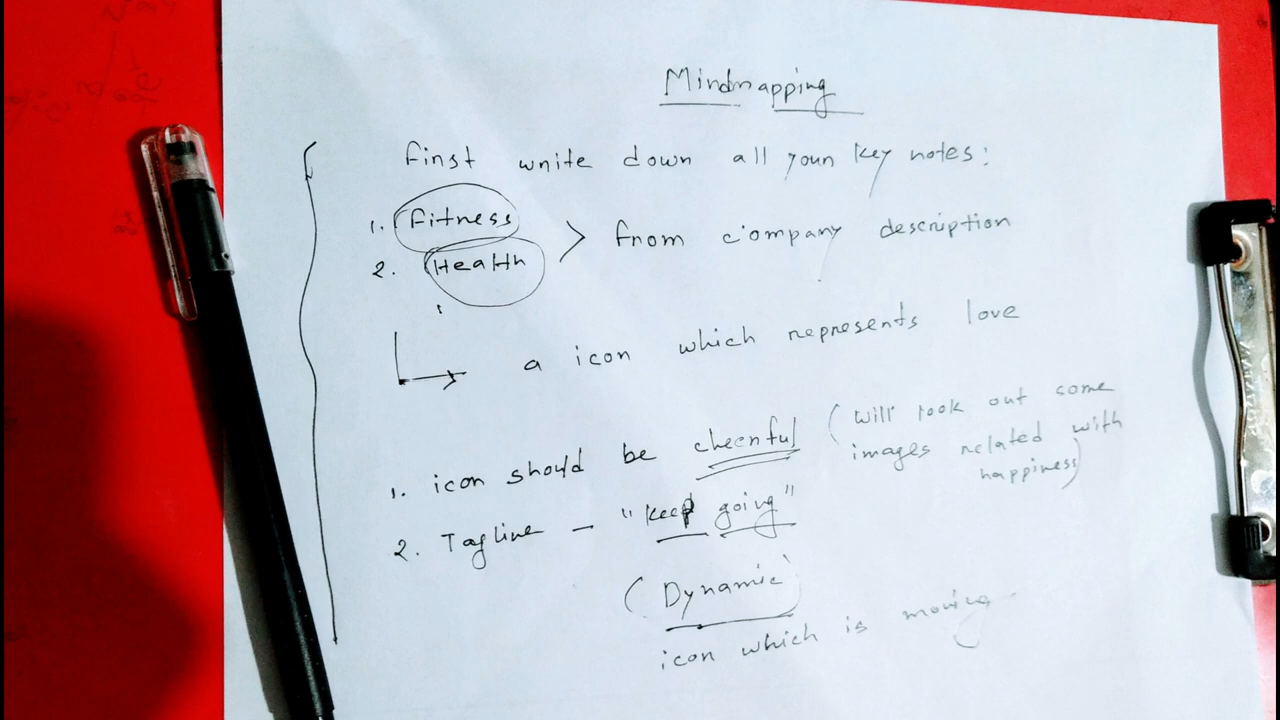 Mindmapping
First write down all your key notes:
1. Fitness
2. Health
> from company description
a icon which represents love
1. icon should be cheerful (will look out some images related with happiness)
2. Tagline - "keep going"
(Dynamic)
icon which is moving